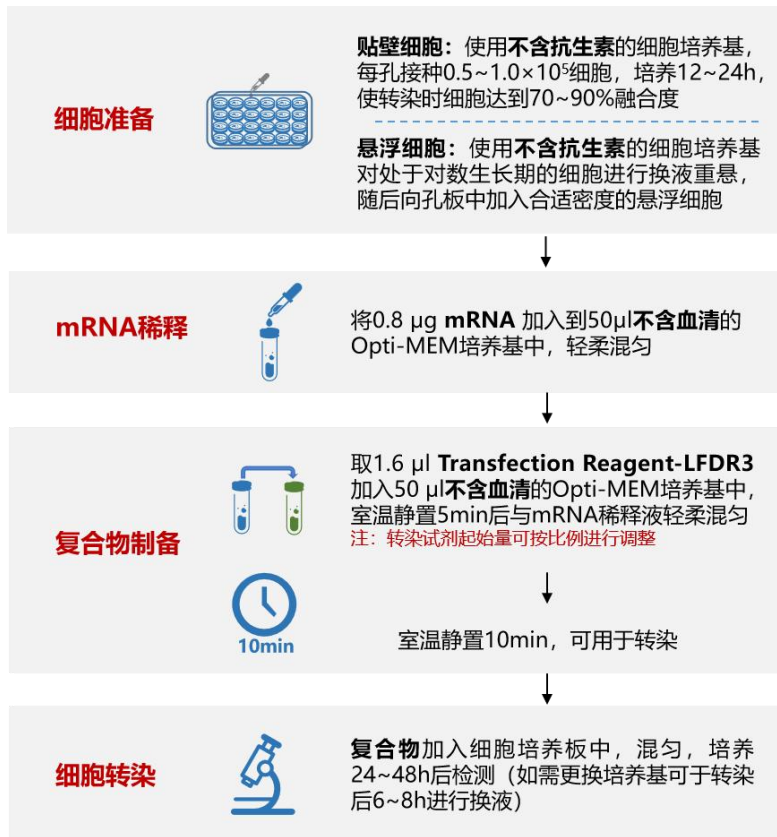 细胞准备
贴壁细胞：使用不含抗生素的细胞培养基，
每孔接种0.5~1.0×10⁵细胞，培养12~24h，
使转染时细胞达到70~90%融合度
悬浮细胞：使用不含抗生素的细胞培养基
对处于对数生长期的细胞进行换液重悬，
随后向孔板中加入合适密度的悬浮细胞
mRNA稀释
将0.8 μg mRNA 加入到50μl不含血清的
Opti-MEM培养基中，轻柔混匀
复合物制备
取1.6 μl Transfection Reagent-LFDR3
加入50 μl不含血清的Opti-MEM培养基中，
室温静置5min后与mRNA稀释液轻柔混匀
注：转染试剂起始量可按比例进行调整
10min
室温静置10min，可用于转染
细胞转染
复合物加入细胞培养板中，混匀，培养
24~48h后检测（如需更换培养基可于转染
后6~8h进行换液）